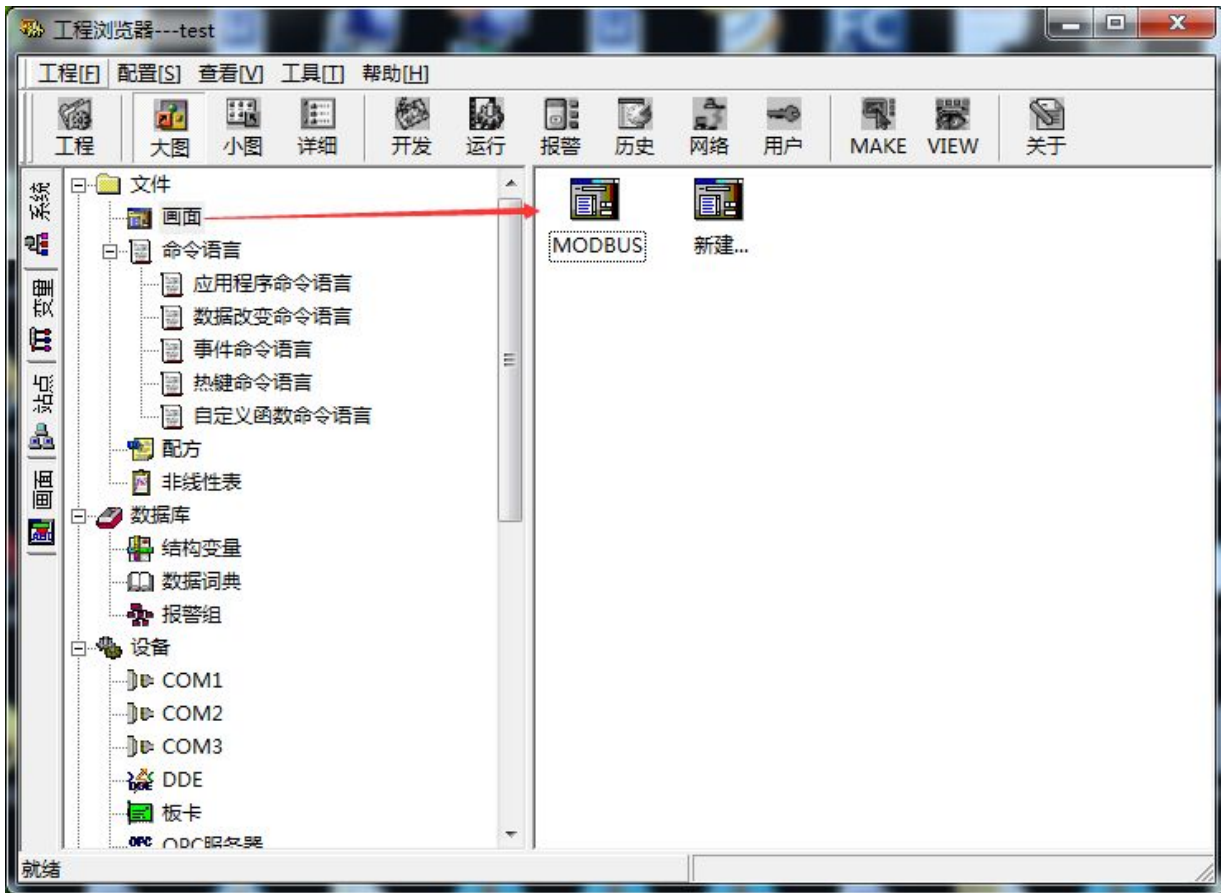 工程浏览器---test
工程[F] 配置[S] 查看[V] 工具[T] 帮助[H]
工程 大图 小图 详细 开发 运行 报警 历史 网络 用户 MAKE VIEW 关于
系统
变量
站点
画面
文件
画面
命令语言
应用程序命令语言
数据改变命令语言
事件命令语言
热键命令语言
自定义函数命令语言
配方
非线性表
数据库
结构变量
数据词典
报警组
设备
COM1
COM2
COM3
DDE
板卡
OPC服务器
MODBUS 新建...
就绪